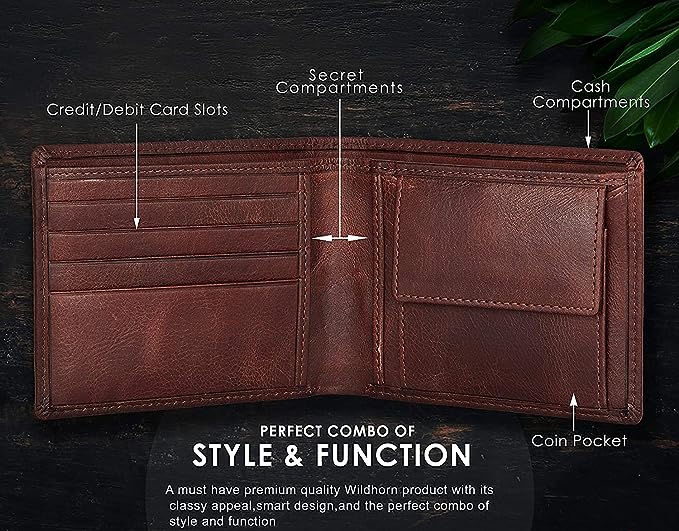 Secret
Compartments
Cash
Compartments
Credit/Debit Card Slots
Coin Pocket
PERFECT COMBO OF
STYLE & FUNCTION
A must have premium quality Wildhorn product with its
classy appeal,smart design,and the perfect combo of
style and function